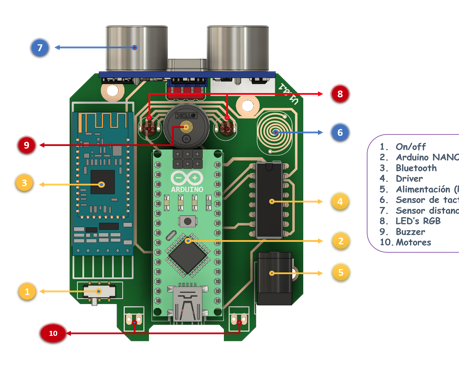 7
8
9
6
ARDUINO
3
4
2
5
1
10
1. On/off
2. Arduino NANO
3. Bluetooth
4. Driver
5. Alimentación (
6. Sensor de tact
7. Sensor distanc
8. LED's RGB
9. Buzzer
10. Motores